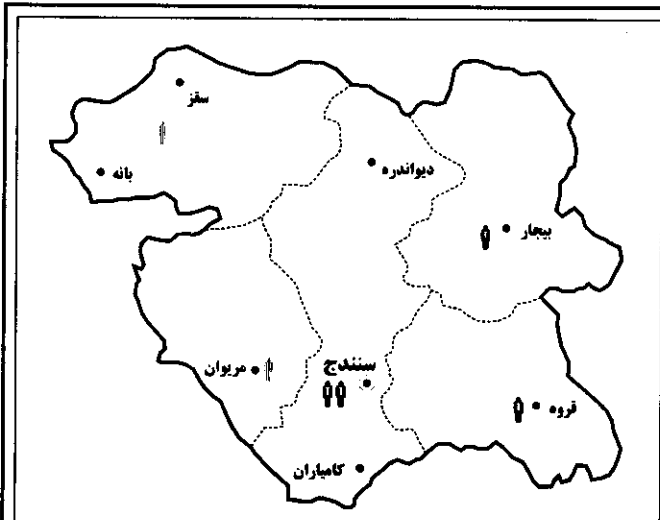 سقز
بانه
دیواندره
بیجار
مریوان
سنندج
قروه
کامیاران